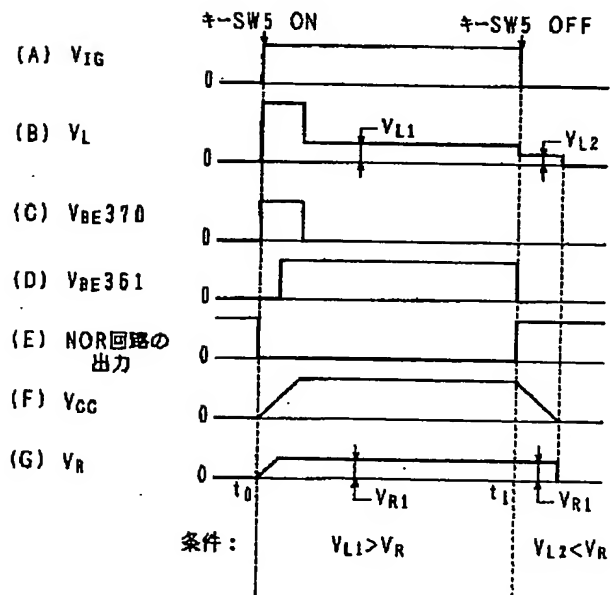 キーSW5 ON キーSW5 OFF
(A) VIG 0
(B) VL 0 VL1 VL2
(C) VBE370 0
(D) VBE361 0
(E) NOR回路の 0
出力
(F) VCC 0
(G) VR 0
t0 VR1 t1 VR1
条件: VL1>VR VL2<VR